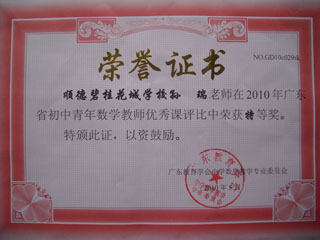 荣誉证书
NO.GD10c029
顺德碧桂花城学校孙 瑞老师在2010年广东
省初中青年数学教师优秀课评比中荣获特等奖。
特颁此证，以资鼓励。
广东教育
广东教育学会中学数学教学专业委员会
2010年